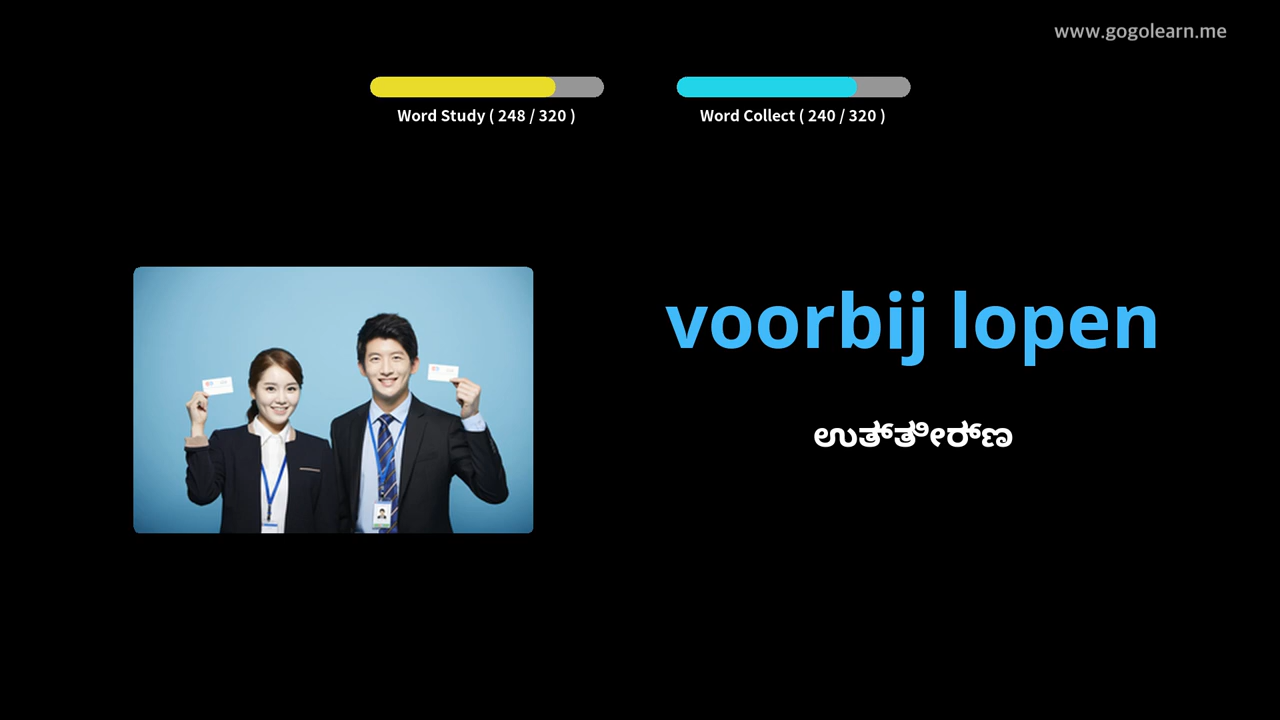 www.gogolearn.me
Word Study ( 248 / 320 )
Word Collect ( 240 / 320 )
voorbij lopen
ಉತ್ತೀರ್ಣ